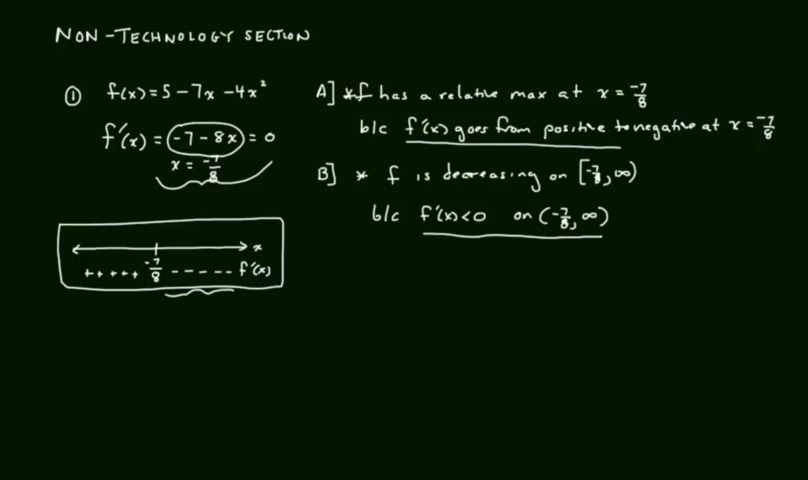 NON-TECHNOLOGY SECTION
① f(x) = 5 - 7x - 4x²
f'(x) = -7 - 8x = 0
x = -7/8
x
+++++ -7/8 ----- f'(x)
A] *f has a relative max at x = -7/8
b/c f'(x) goes from positive to negative at x = -7/8
B] * f is decreasing on [-7/8, ∞)
b/c f'(x) < 0 on (-7/8, ∞)